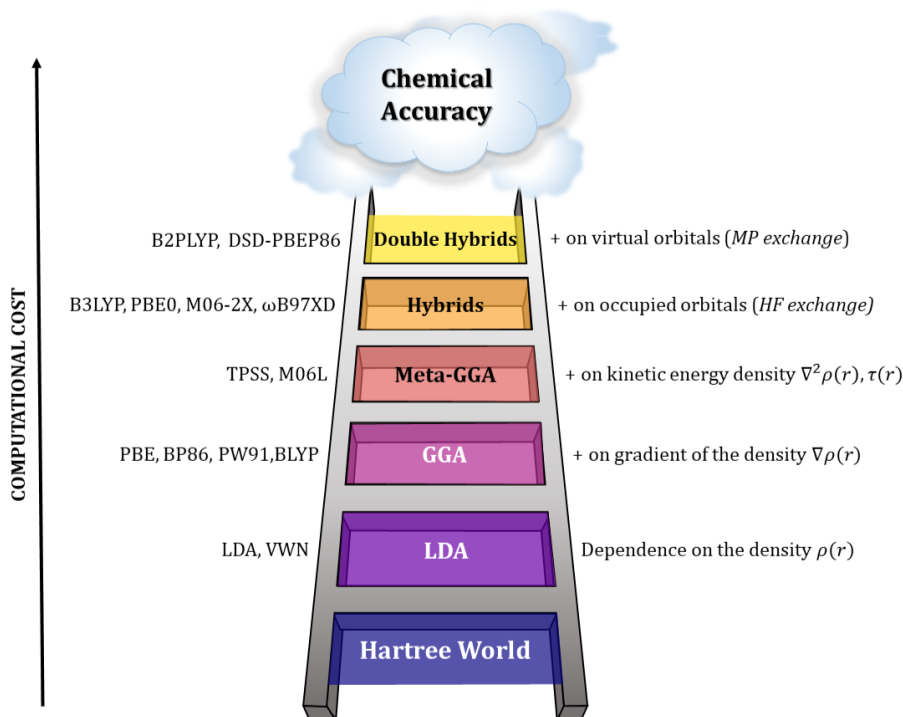 Chemical
Accuracy
COMPUTATIONAL COST
B2PLYP, DSD-PBEP86
Double Hybrids
+ on virtual orbitals (MP exchange)
B3LYP, PBE0, M06-2X, ωB97XD
Hybrids
+ on occupied orbitals (HF exchange)
TPSS, M06L
Meta-GGA
+ on kinetic energy density ∇²ρ(r), τ(r)
PBE, BP86, PW91,BLYP
GGA
+ on gradient of the density ∇ρ(r)
LDA, VWN
LDA
Dependence on the density ρ(r)
Hartree World